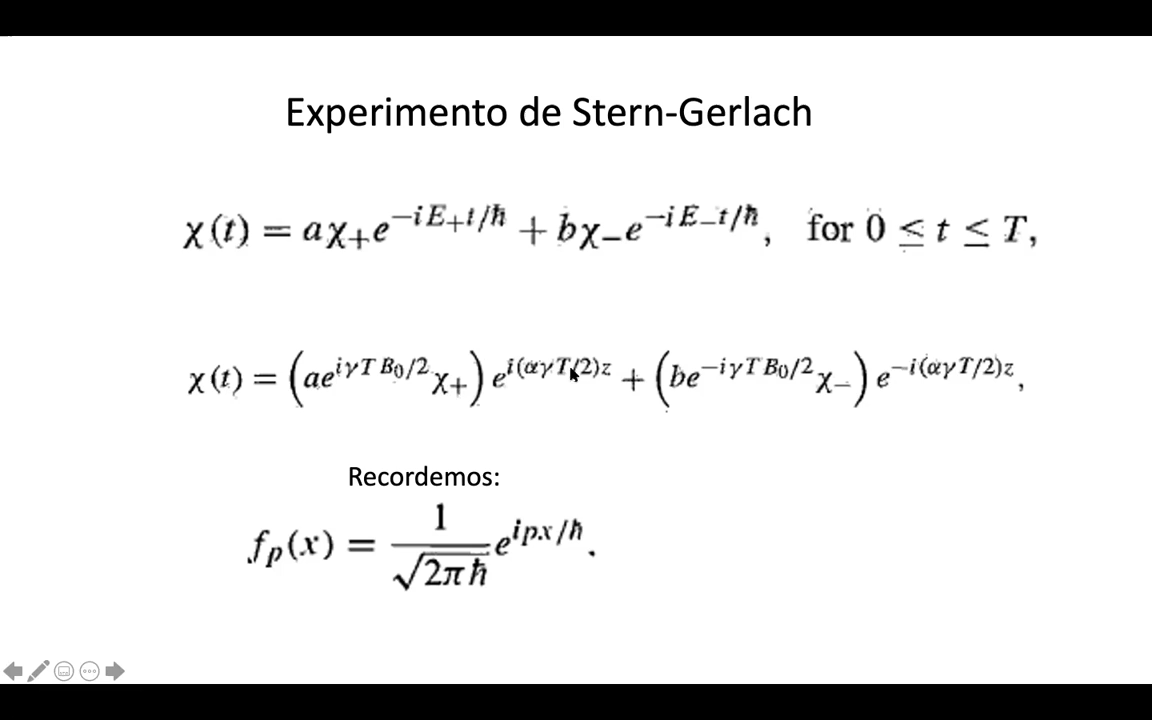 Experimento de Stern-Gerlach
χ(t) = aχ₊e^{−iE₊t/ħ} + bχ₋e^{−iE₋t/ħ}, for 0 ≤ t ≤ T,
χ(t) = (ae^{iγTB₀/2}χ₊) e^{i(αγT/2)z} + (be^{−iγTB₀/2}χ₋) e^{−i(αγT/2)z},
Recordemos:
fₚ(x) = 1/√(2πħ) e^{ipx/ħ}.